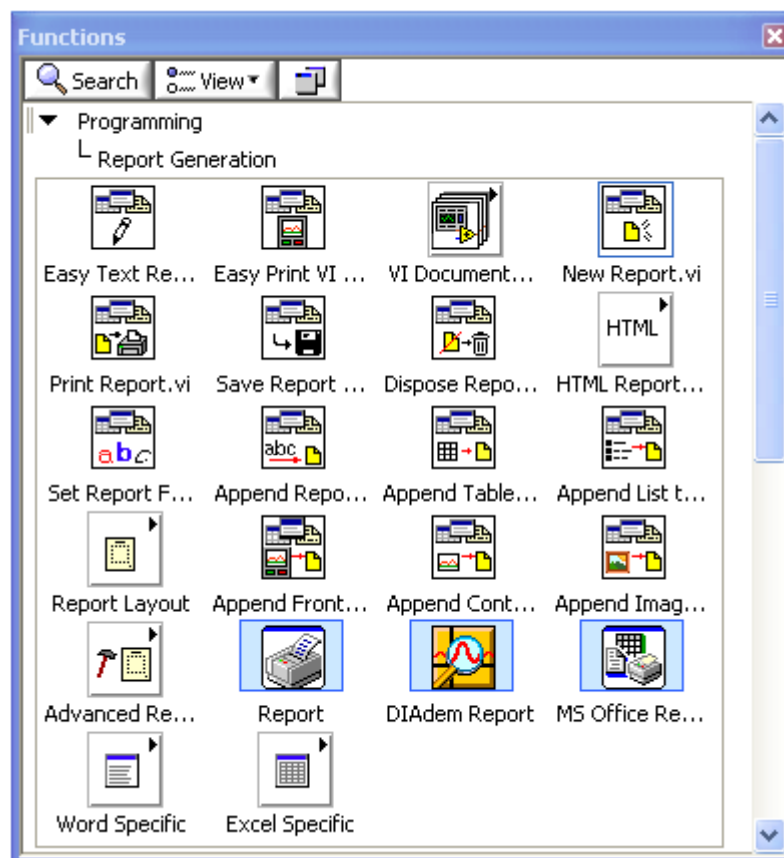 Functions
Search View
Programming
Report Generation
Easy Text Re... Easy Print VI ... VI Document... New Report.vi
HTML
Print Report.vi Save Report ... Dispose Repo... HTML Report...
abc abc
Set Report F... Append Repo... Append Table... Append List t...
Report Layout Append Front... Append Cont... Append Imag...
Advanced Re... Report DIAdem Report MS Office Re...
Word Specific Excel Specific